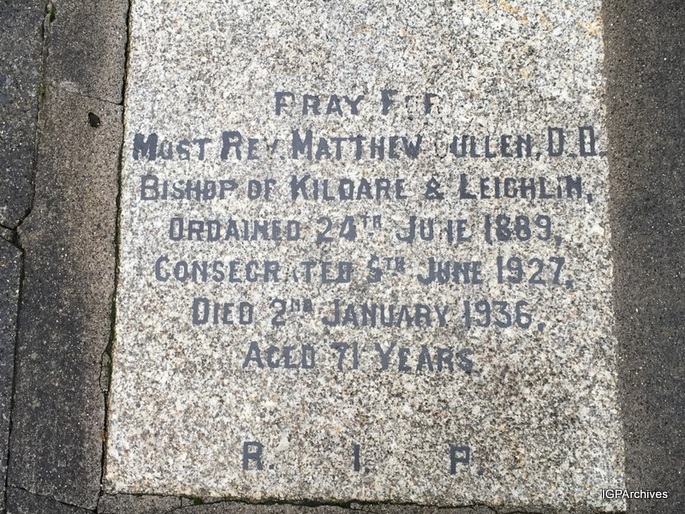 PRAY FOR
MOST REV. MATTHEW CULLEN, D.D.
BISHOP OF KILDARE & LEIGHLIN,
ORDAINED 24TH JUNE 1889,
CONSECRATED 5TH JUNE 1927,
DIED 2ND JANUARY 1936,
AGED 71 YEARS.
R. I. P.
IGPArchives